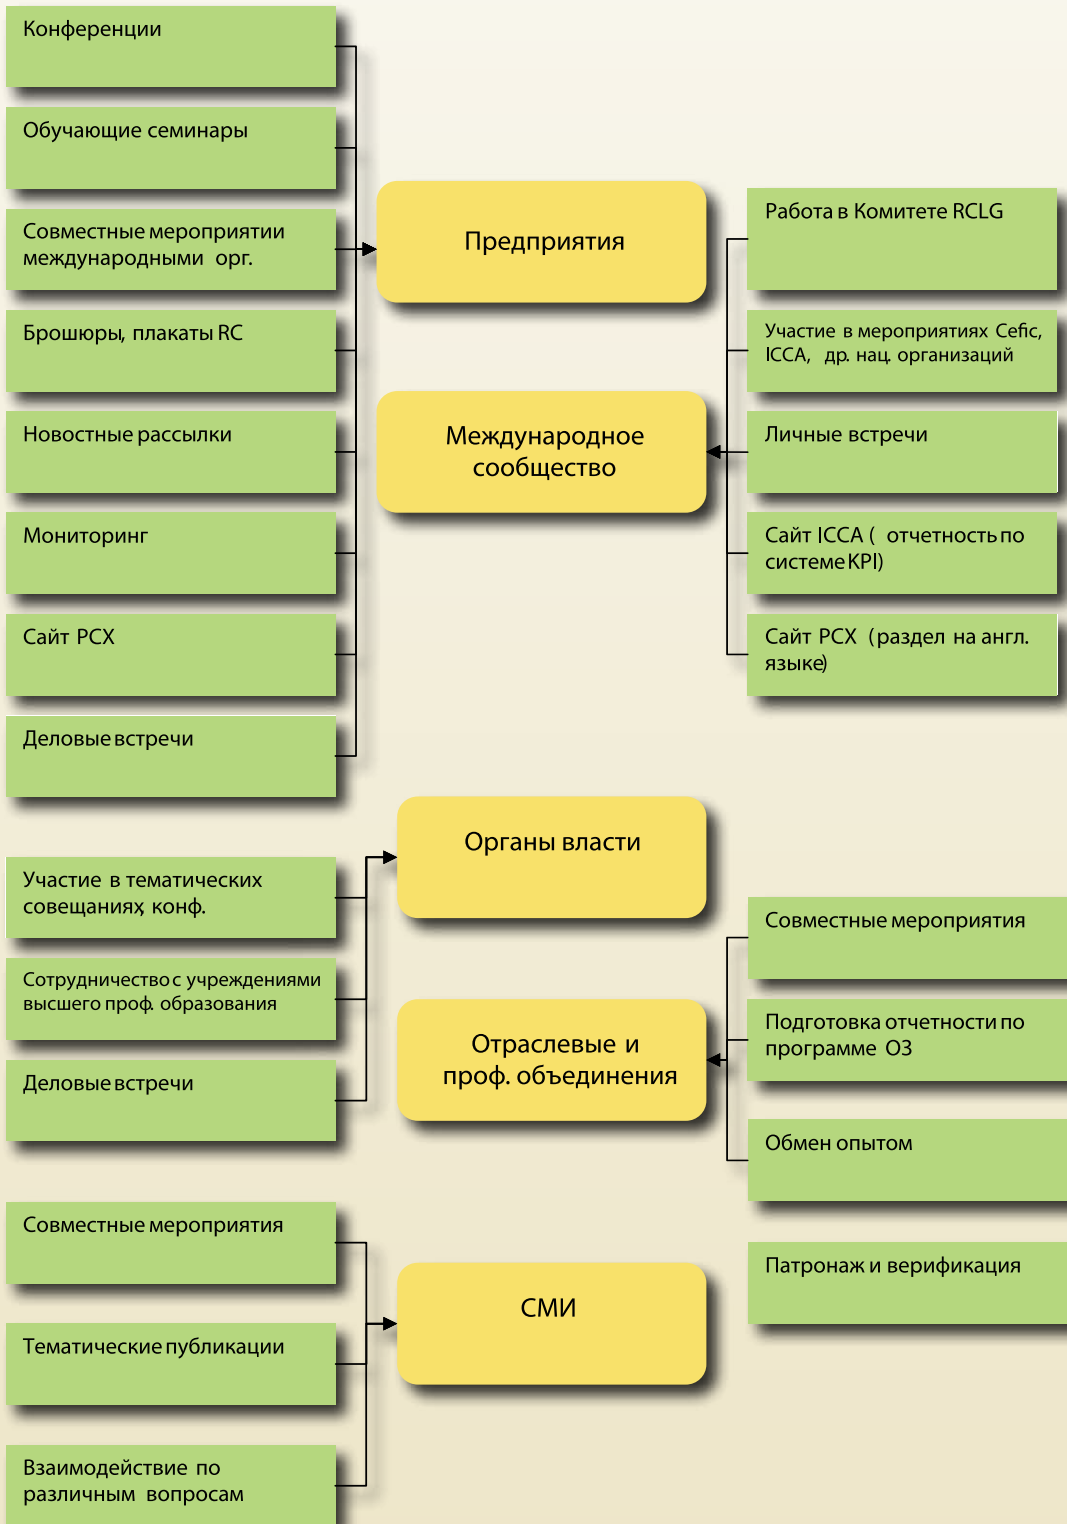 Конференции
Обучающие семинары
Совместные мероприятии
международными орг.
Брошюры, плакаты RC
Новостные рассылки
Мониторинг
Сайт РСХ
Деловые встречи
Предприятия
Международное
сообщество
Работа в Комитете RCLG
Участие в мероприятиях Cefic,
ICCA, др. нац. организаций
Личные встречи
Сайт ICCA ( отчетность по
системе KPI)
Сайт РСХ (раздел на англ.
языке)
Участие в тематических
совещаниях, конф.
Сотрудничество с учреждениями
высшего проф. образования
Деловые встречи
Органы власти
Отраслевые и
проф. объединения
Совместные мероприятия
Подготовка отчетности по
программе ОЗ
Обмен опытом
Патронаж и верификация
Совместные мероприятия
Тематические публикации
Взаимодействие по
различным вопросам
СМИ